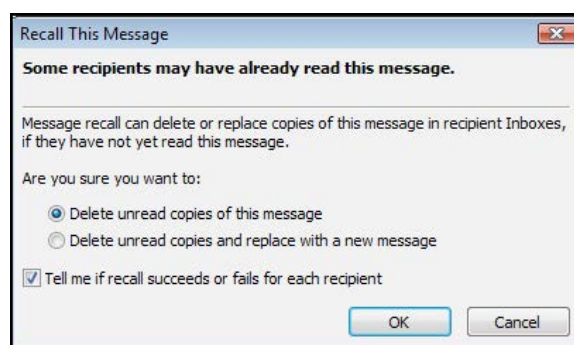 Recall This Message
Some recipients may have already read this message.
Message recall can delete or replace copies of this message in recipient Inboxes,
if they have not yet read this message.
Are you sure you want to:
Delete unread copies of this message
Delete unread copies and replace with a new message
Tell me if recall succeeds or fails for each recipient
OK Cancel